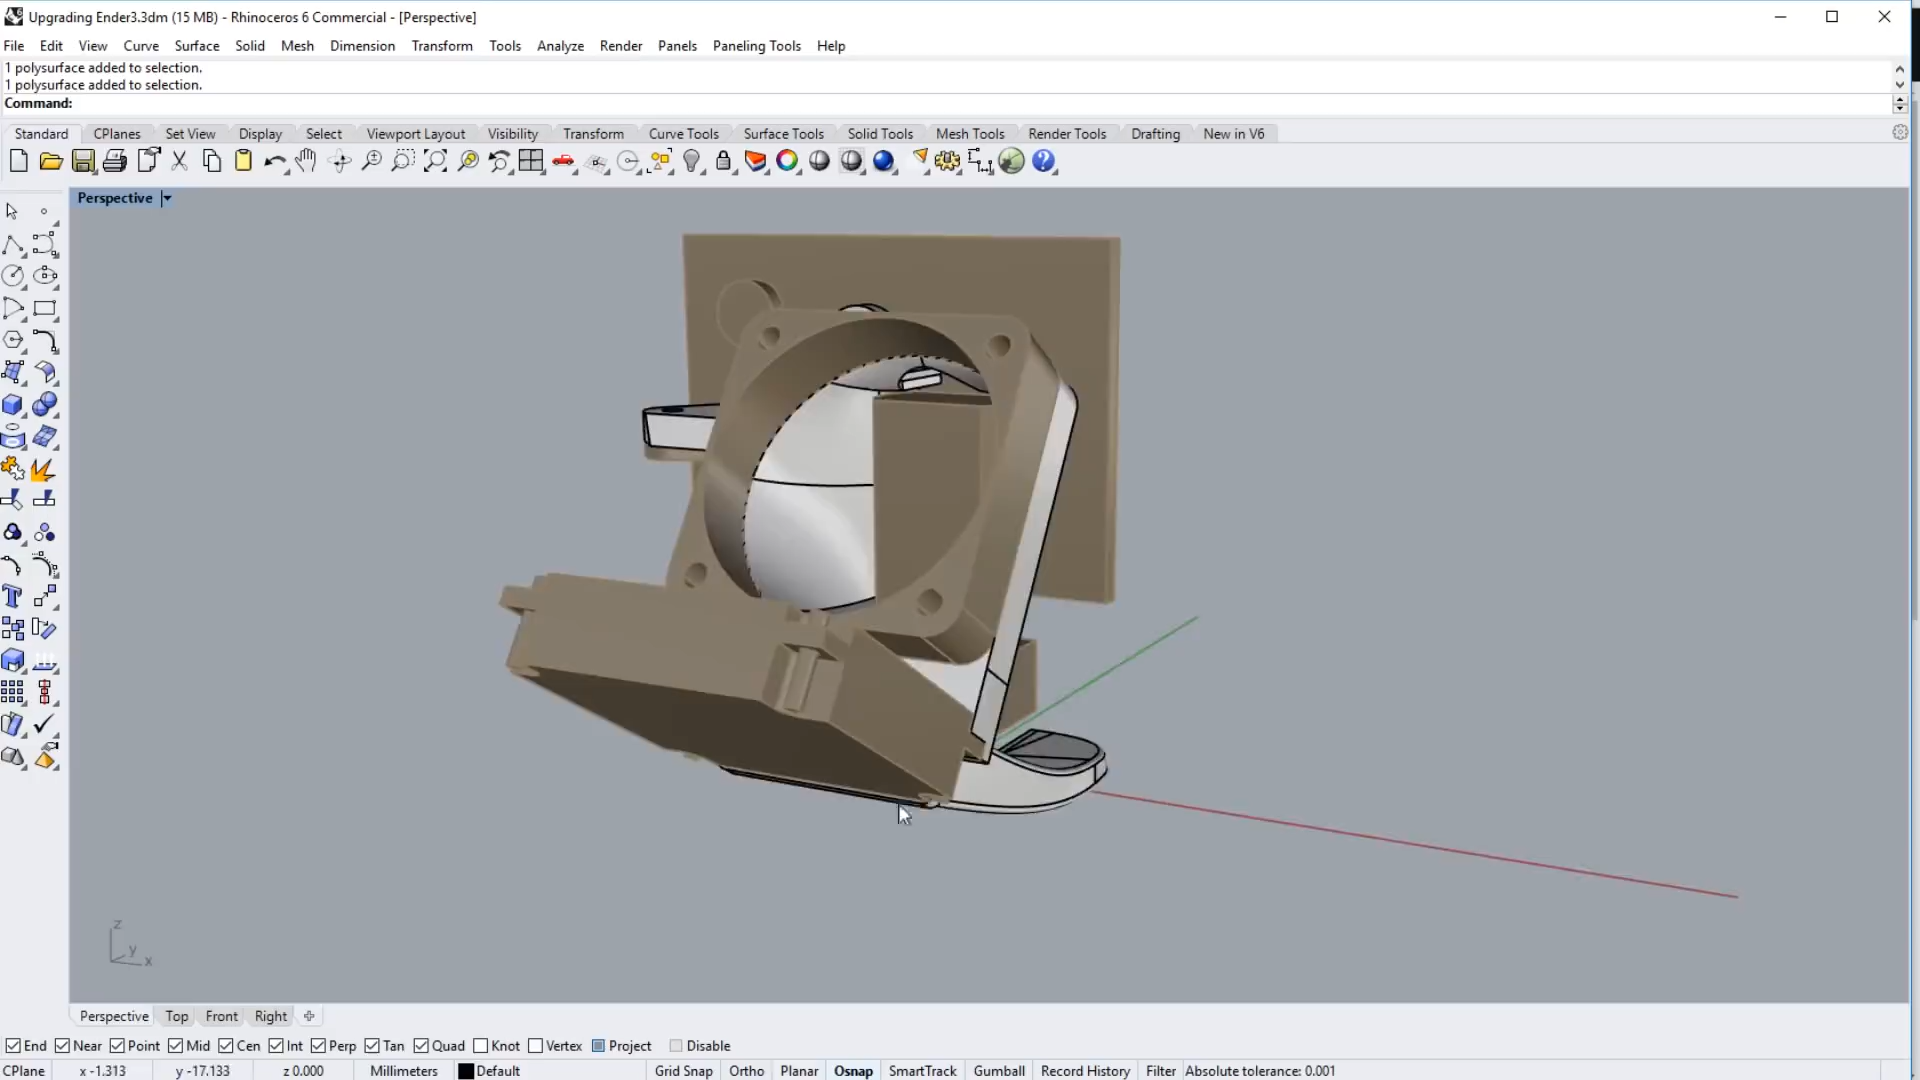 Upgrading Ender3.3dm (15 MB) - Rhinoceros 6 Commercial - [Perspective]
File Edit View Curve Surface Solid Mesh Dimension Transform Tools Analyze Render Panels Paneling Tools Help
1 polysurface added to selection.
1 polysurface added to selection.
Command:
Standard CPlanes Set View Display Select Viewport Layout Visibility Transform Curve Tools Surface Tools Solid Tools Mesh Tools Render Tools Drafting New in V6
Perspective
z
y
x
Perspective Top Front Right
End Near Point Mid Cen Int Perp Tan Quad Knot Vertex Project Disable
CPlane x -1.313 y -17.133 z 0.000 Millimeters Default Grid Snap Ortho Planar Osnap SmartTrack Gumball Record History Filter Absolute tolerance: 0.001